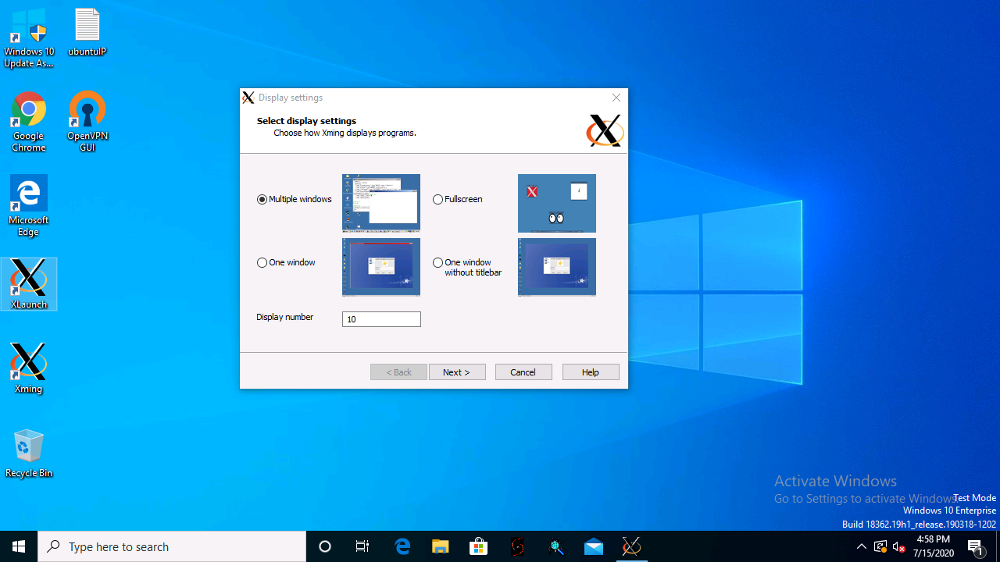 Windows 10
Update As...
ubuntuIP
Google
Chrome
OpenVPN
GUI
Microsoft
Edge
XLaunch
Xming
Recycle Bin
Display settings
Select display settings
Choose how Xming displays programs.
Multiple windows
Fullscreen
One window
One window
without titlebar
Display number
10
< Back
Next >
Cancel
Help
Activate Windows
Go to Settings to activate Windows.
Test Mode
Windows 10 Enterprise
Build 18362.19h1_release.190318-1202
Type here to search
4:58 PM
7/15/2020
1